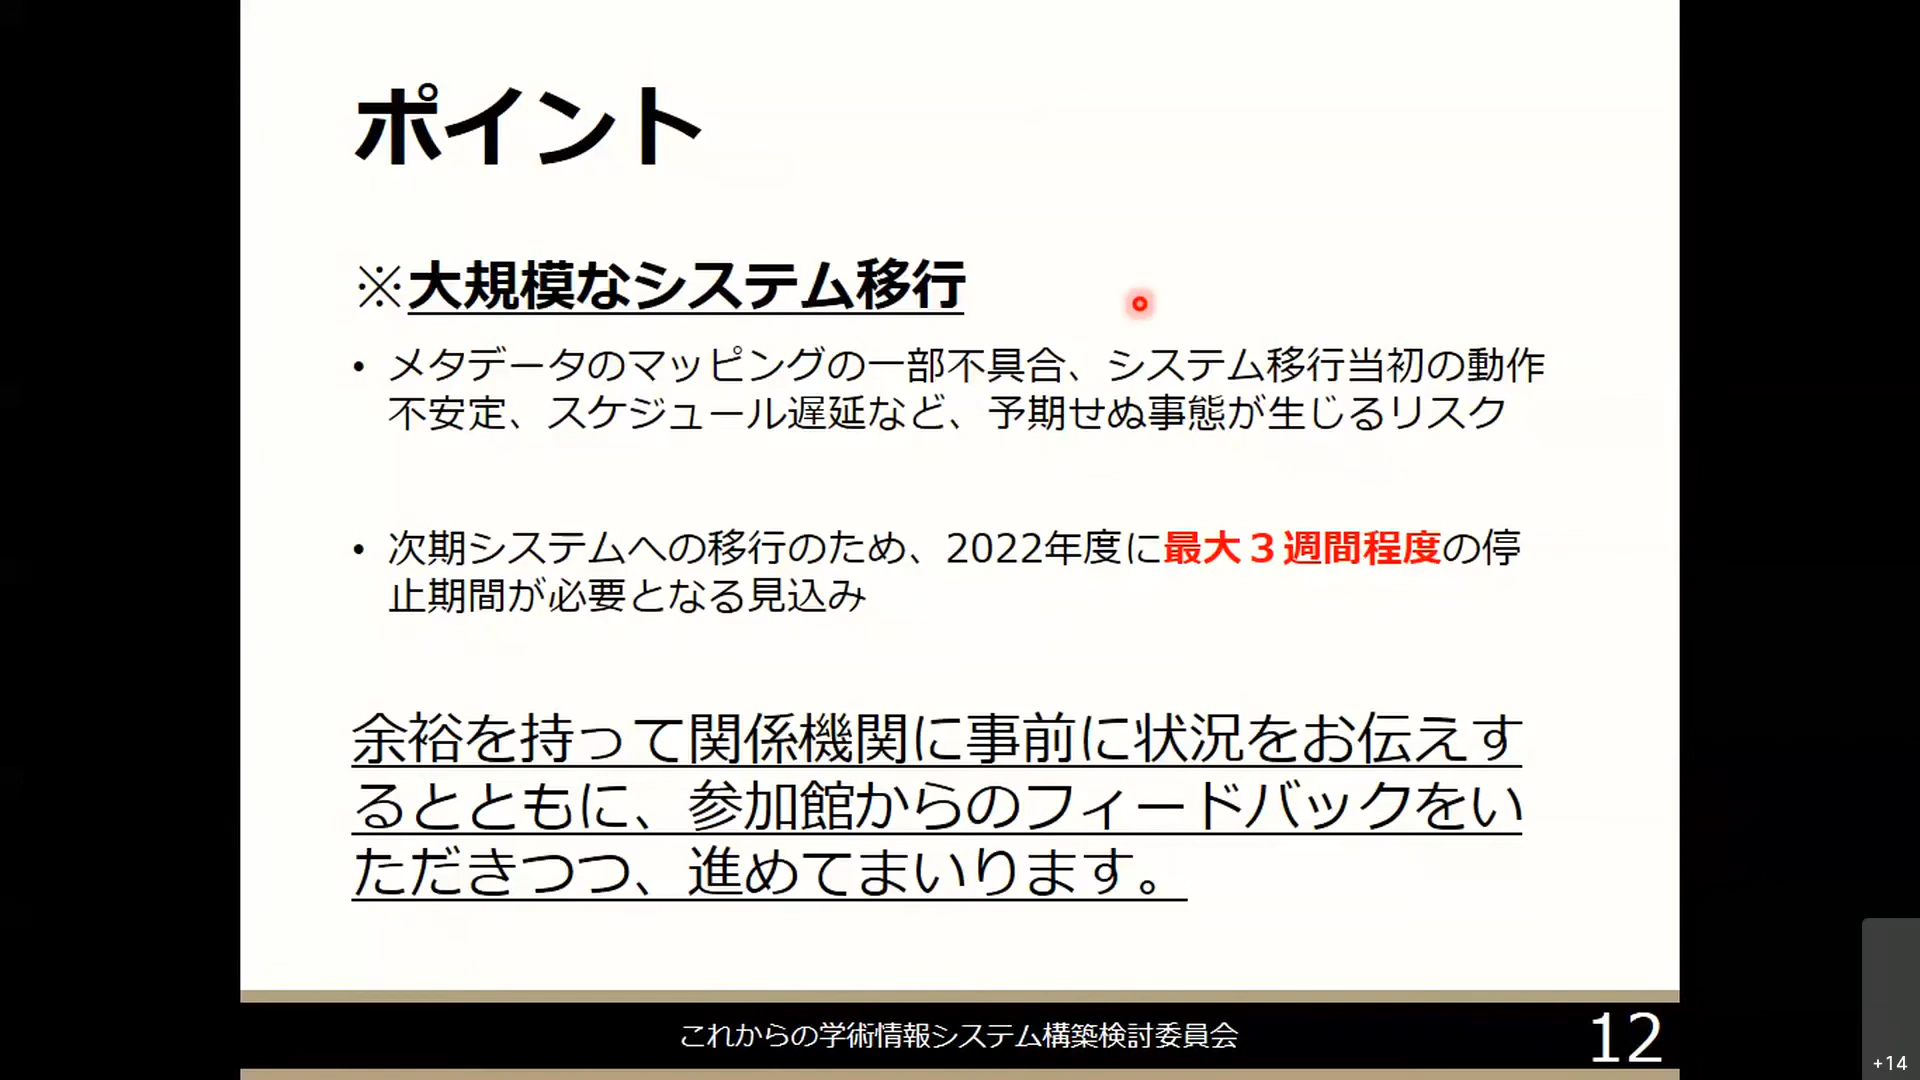 ポイント
※大規模なシステム移行
• メタデータのマッピングの一部不具合、システム移行当初の動作
不安定、スケジュール遅延など、予期せぬ事態が生じるリスク
• 次期システムへの移行のため、2022年度に最大３週間程度の停
止期間が必要となる見込み
余裕を持って関係機関に事前に状況をお伝えす
るとともに、参加館からのフィードバックをい
ただきつつ、進めてまいります。
これからの学術情報システム構築検討委員会
12
+14